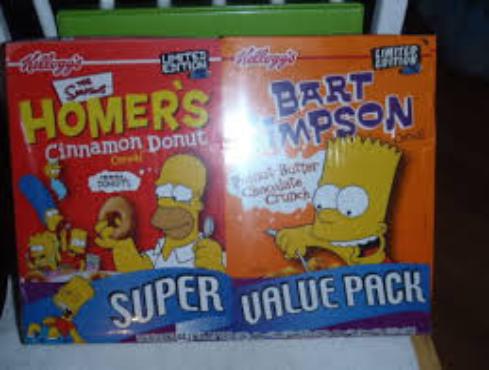 Kellogg's
LIMITED
EDITION
The
Simpsons
HOMER'S
Cinnamon Donut
Cereal
DONUTS
Kellogg's
LIMITED
EDITION
BART
SIMPSON
Cereal
Peanut Butter
Chocolate
Crunch
SUPER VALUE PACK